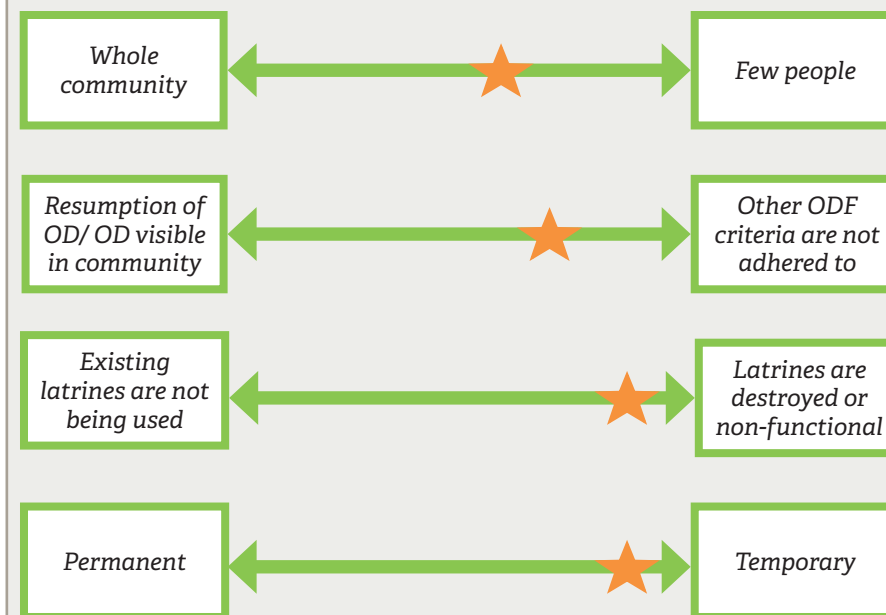 Whole
community
Few people
Resumption of
OD/ OD visible
in community
Other ODF
criteria are not
adhered to
Existing
latrines are not
being used
Latrines are
destroyed or
non-functional
Permanent
Temporary